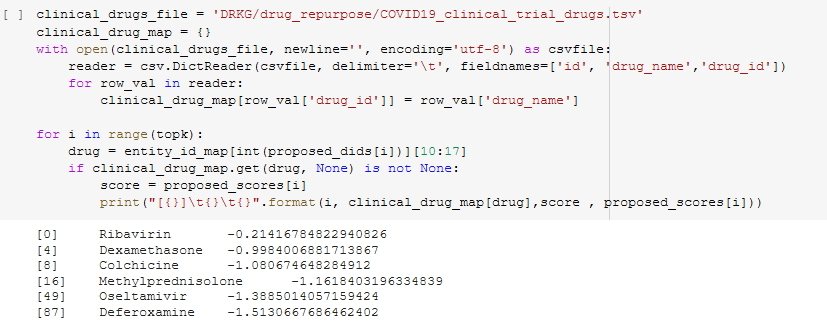 [ ] clinical_drugs_file = 'DRKG/drug_repurpose/COVID19_clinical_trial_drugs.tsv'
clinical_drug_map = {}
with open(clinical_drugs_file, newline='', encoding='utf-8') as csvfile:
    reader = csv.DictReader(csvfile, delimiter='\t', fieldnames=['id', 'drug_name','drug_id'])
    for row_val in reader:
        clinical_drug_map[row_val['drug_id']] = row_val['drug_name']

for i in range(topk):
    drug = entity_id_map[int(proposed_dids[i])][10:17]
    if clinical_drug_map.get(drug, None) is not None:
        score = proposed_scores[i]
        print("[{}]\t{}\t{}".format(i, clinical_drug_map[drug],score , proposed_scores[i]))

[0] Ribavirin -0.21416784822940826
[4] Dexamethasone -0.9984006881713867
[8] Colchicine -1.080674648284912
[16] Methylprednisolone -1.1618403196334839
[49] Oseltamivir -1.3885014057159424
[87] Deferoxamine -1.5130667686462402